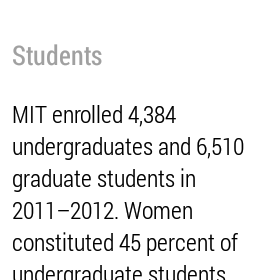 Students
MIT enrolled 4,384
undergraduates and 6,510
graduate students in
2011–2012. Women
constituted 45 percent of
undergraduate students.